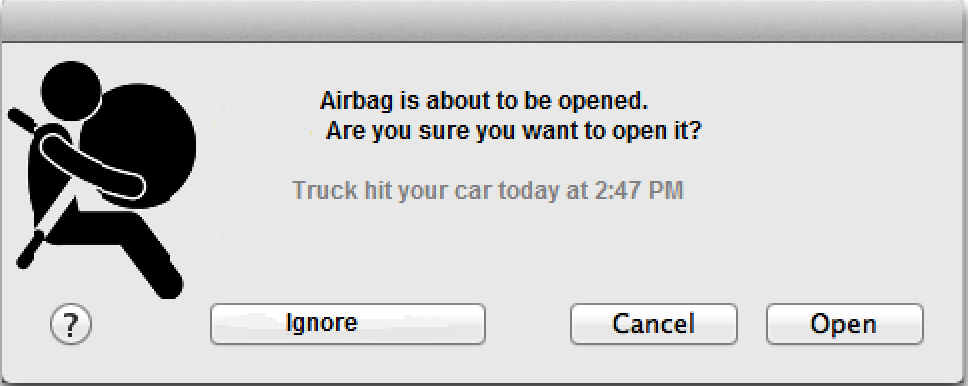 Airbag is about to be opened.
Are you sure you want to open it?
Truck hit your car today at 2:47 PM
?
Ignore
Cancel
Open